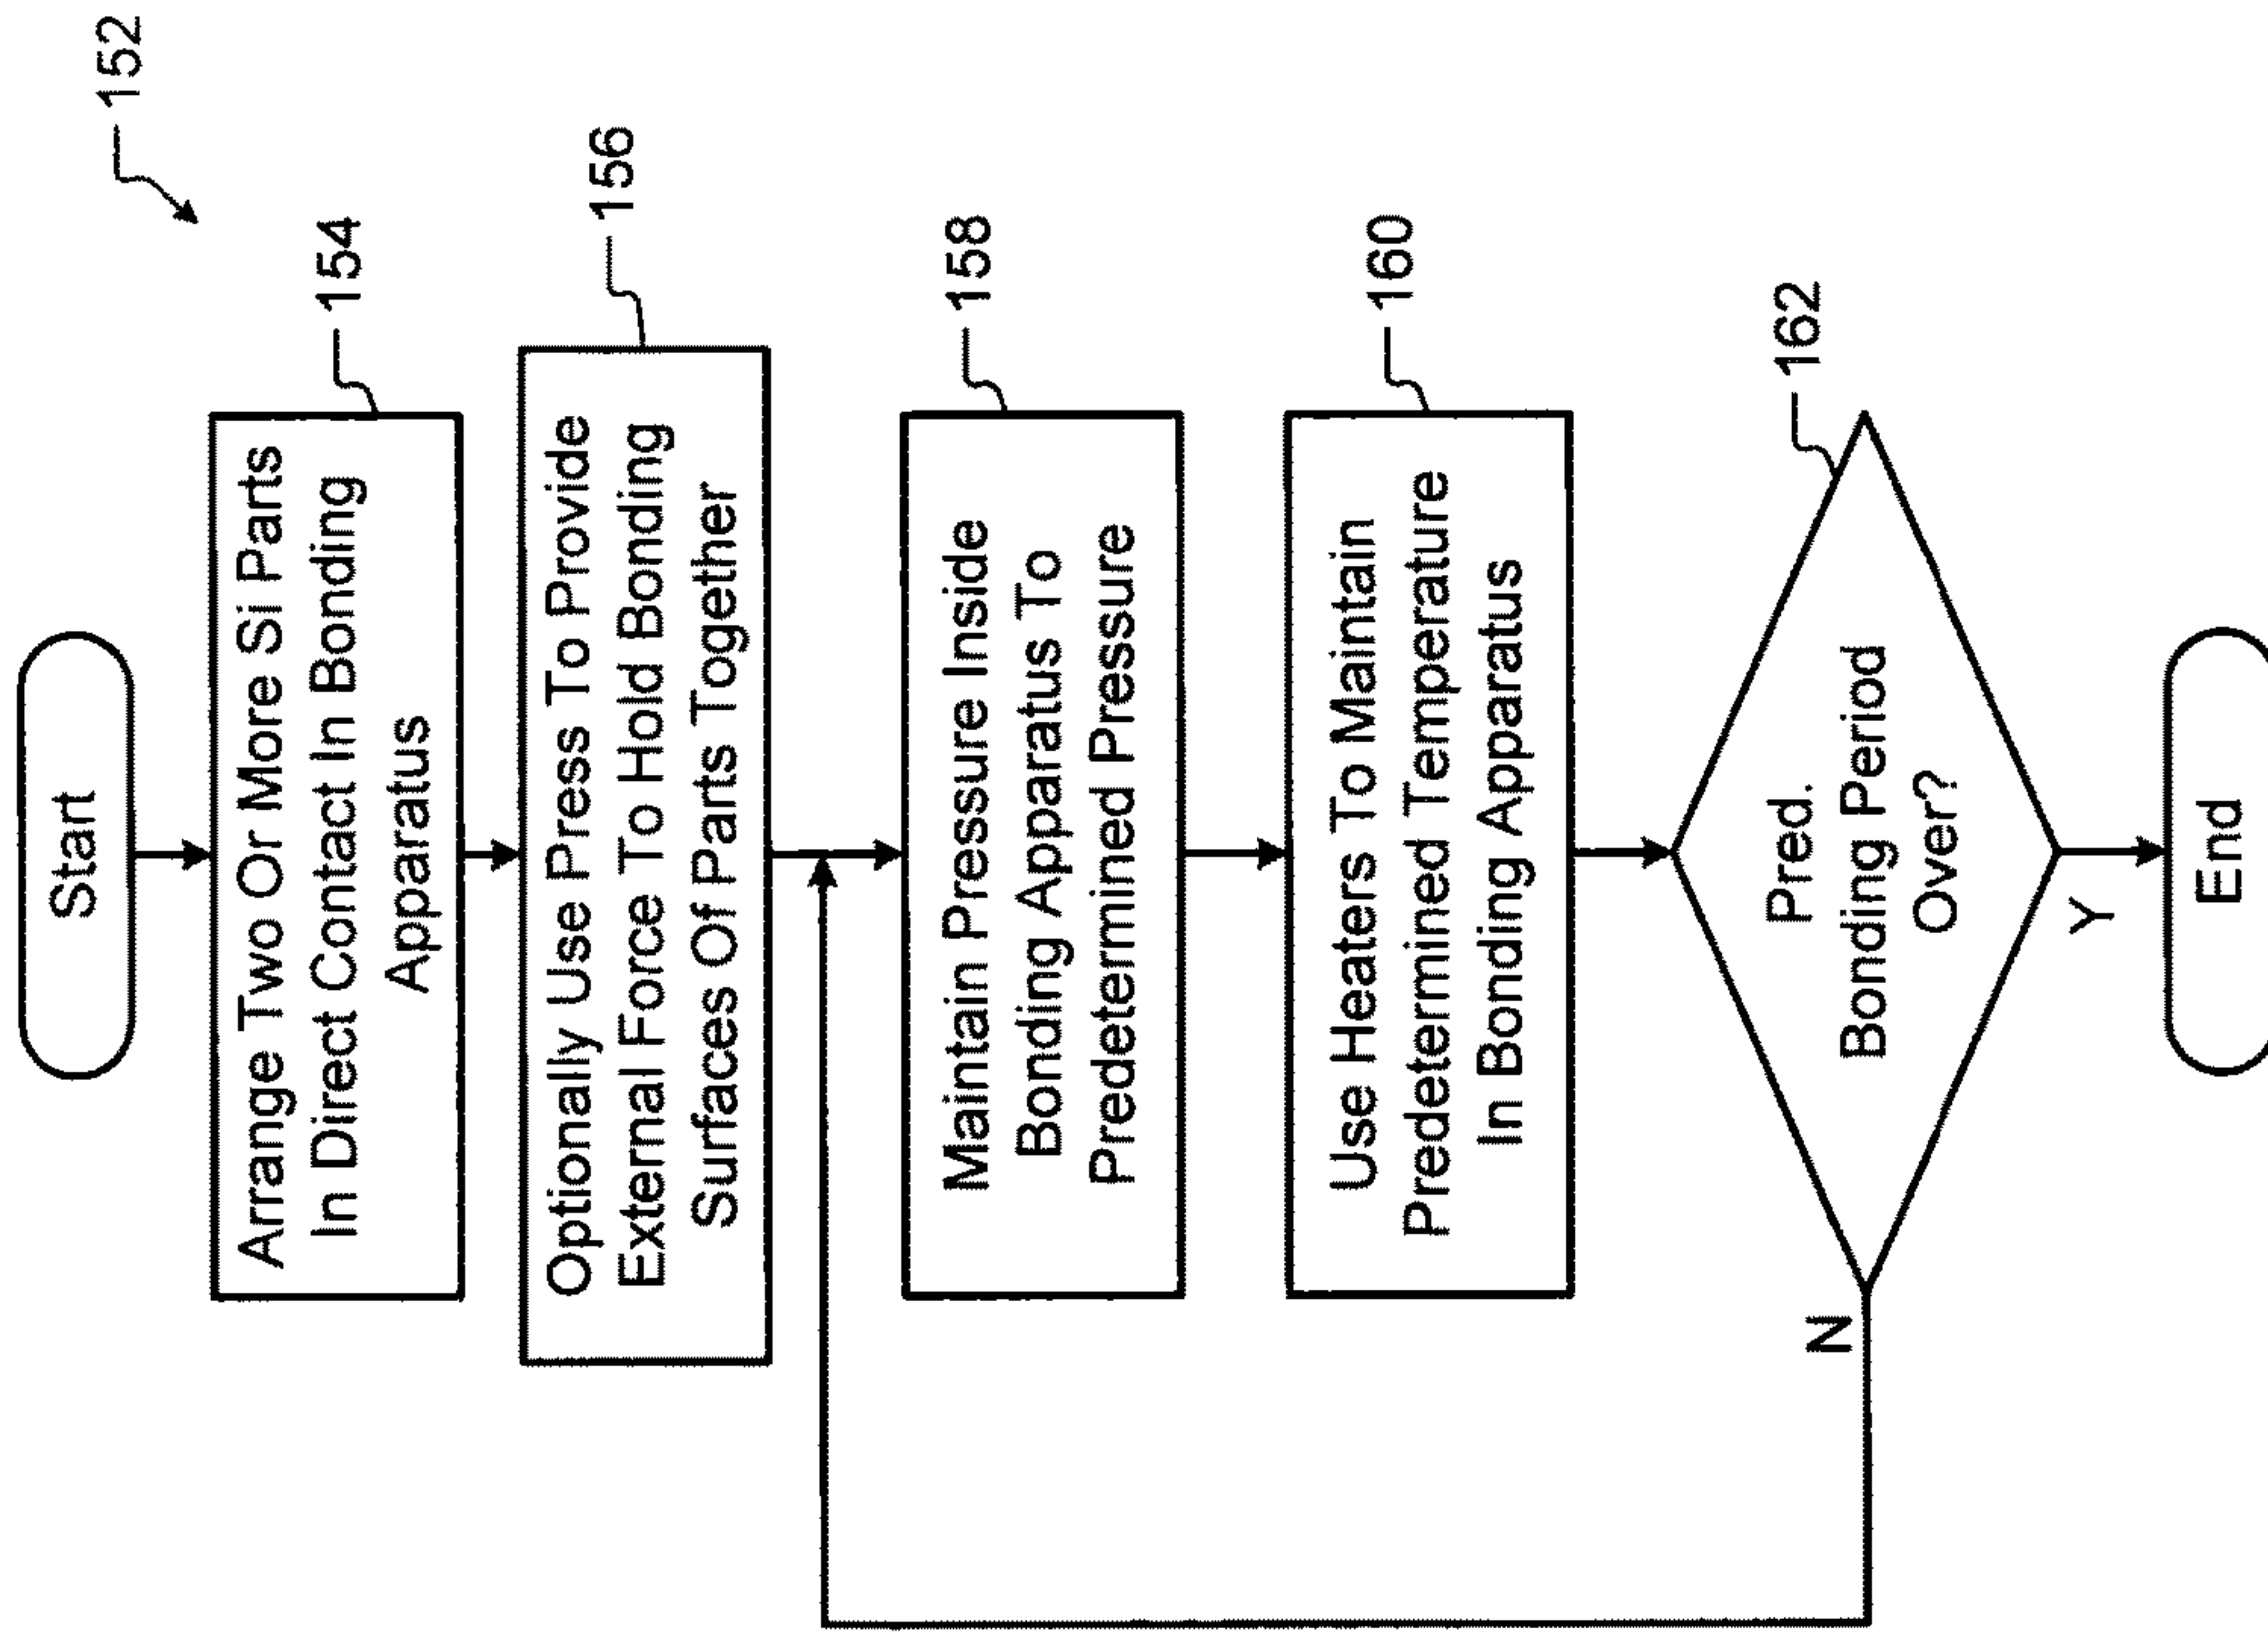 152
Start
Arrange Two Or More Si Parts
In Direct Contact In Bonding
Apparatus
154
Optionally Use Press To Provide
External Force To Hold Bonding
Surfaces Of Parts Together
156
Maintain Pressure Inside
Bonding Apparatus To
Predetermined Pressure
158
Use Heaters To Maintain
Predetermined Temperature
In Bonding Apparatus
160
Pred.
Bonding Period
Over?
162
N
Y
End